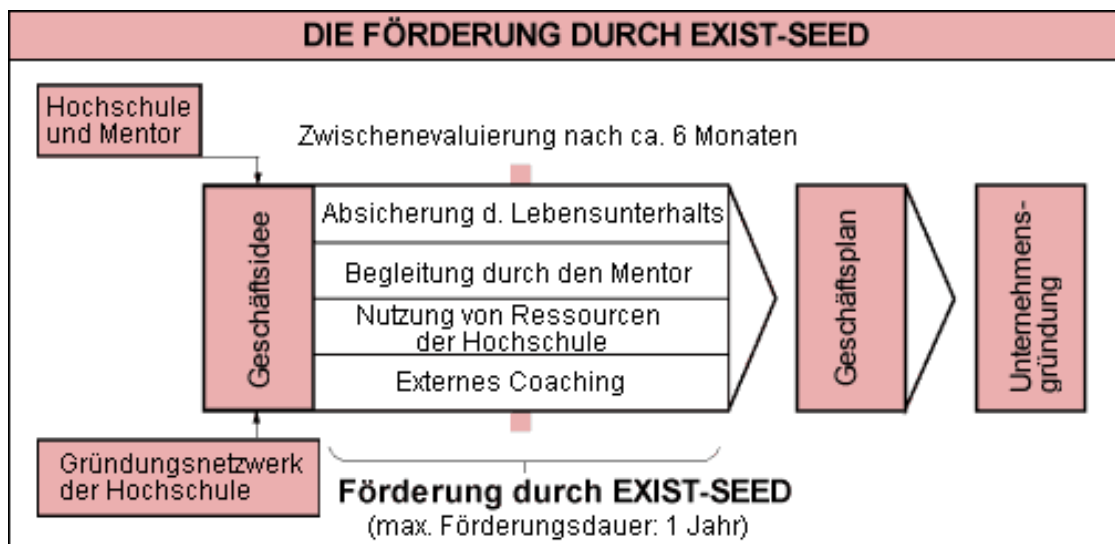 DIE FÖRDERUNG DURCH EXIST-SEED
Hochschule
und Mentor
Zwischenevaluierung nach ca. 6 Monaten
Geschäftsidee
Absicherung d. Lebensunterhalts
Begleitung durch den Mentor
Nutzung von Ressourcen
der Hochschule
Externes Coaching
Geschäftsplan
Unternehmens-
gründung
Gründungsnetzwerk
der Hochschule
Förderung durch EXIST-SEED
(max. Förderungsdauer: 1 Jahr)